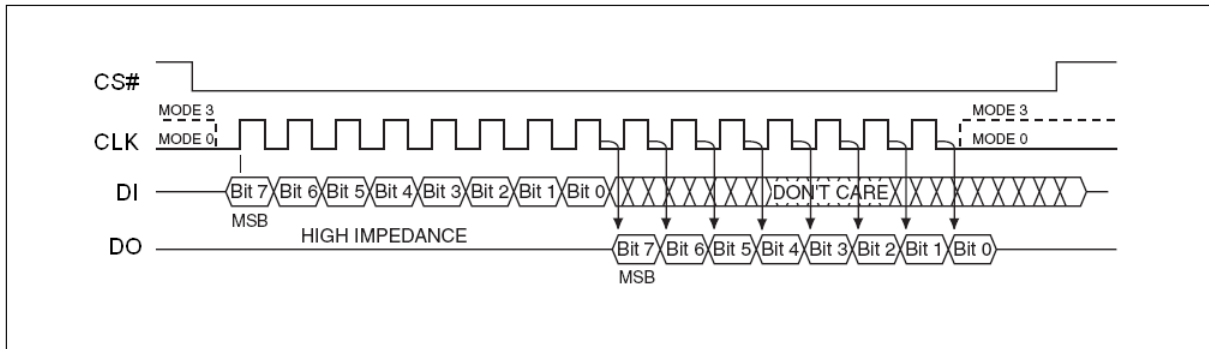 CS#
MODE 3 MODE 3
CLK MODE 0 MODE 0
DI Bit 7 Bit 6 Bit 5 Bit 4 Bit 3 Bit 2 Bit 1 Bit 0 DON'T CARE
MSB
HIGH IMPEDANCE
DO Bit 7 Bit 6 Bit 5 Bit 4 Bit 3 Bit 2 Bit 1 Bit 0
MSB